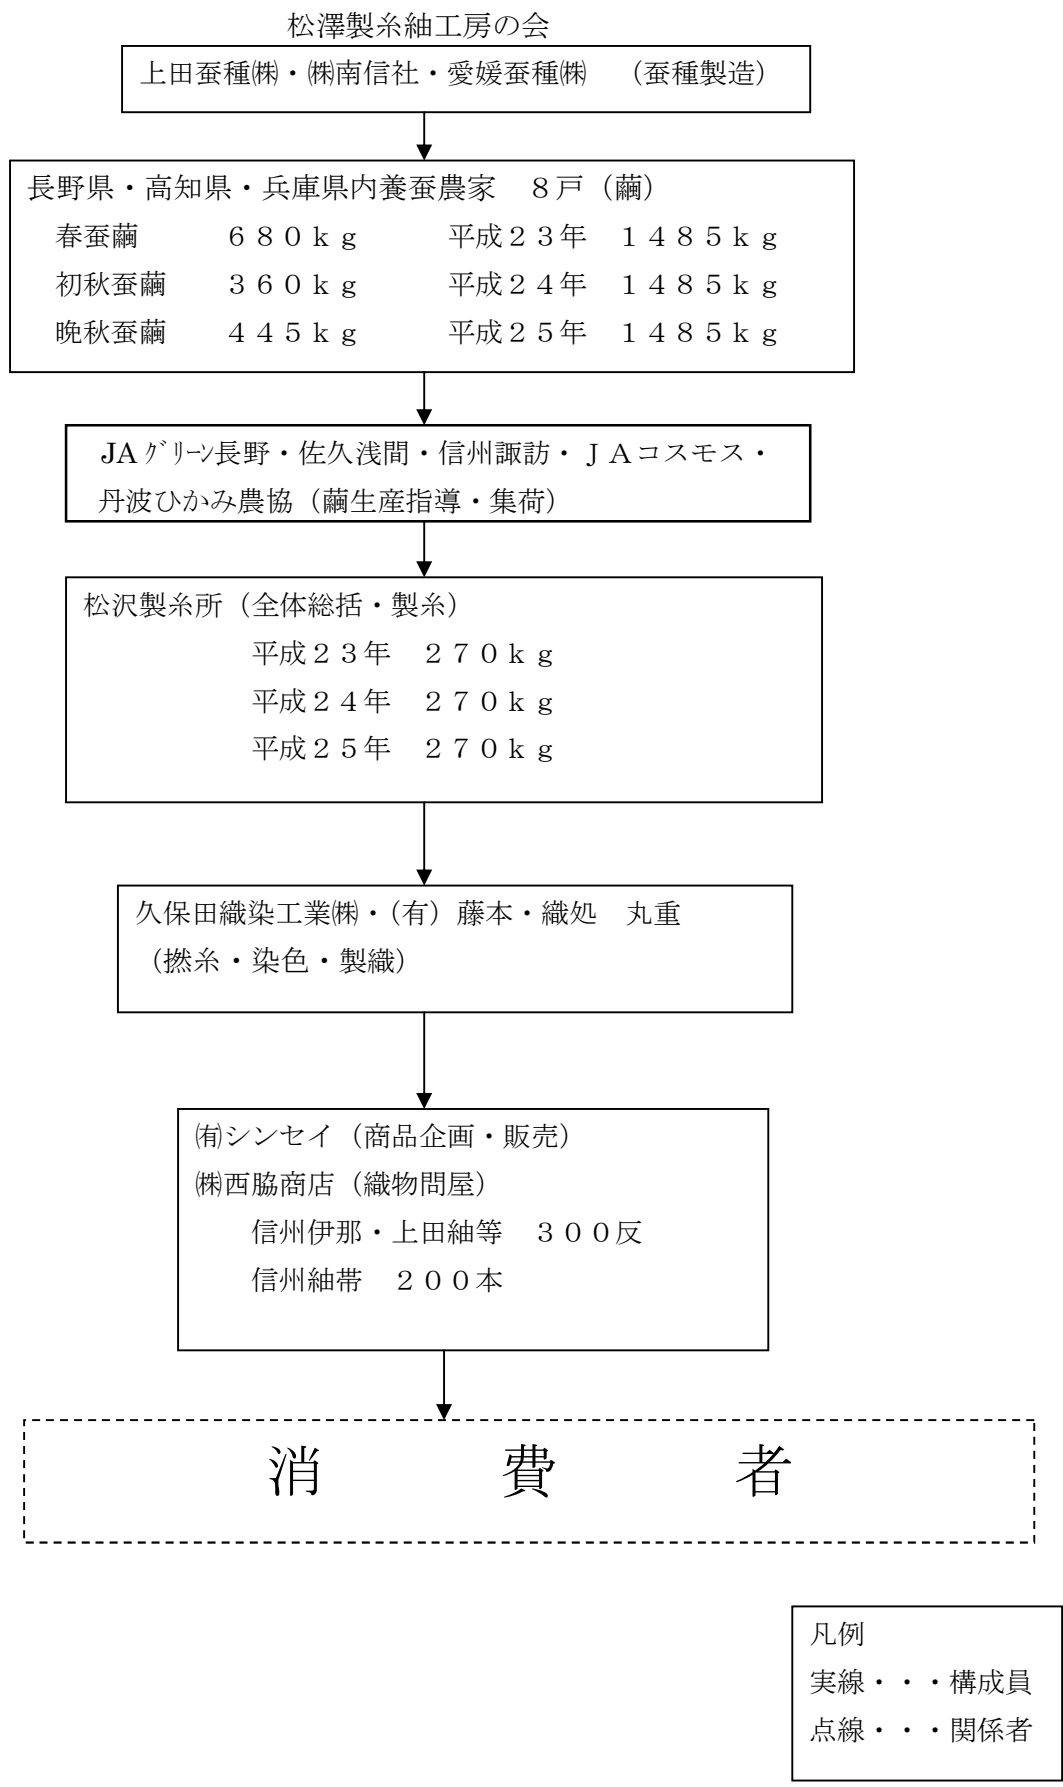 松澤製糸紬工房の会
上田蚕種㈱・㈱南信社・愛媛蚕種㈱　（蚕種製造）
長野県・高知県・兵庫県内養蚕農家　８戸（繭）
春蚕繭　６８０ｋｇ　平成２３年　１４８５ｋｇ
初秋蚕繭　３６０ｋｇ　平成２４年　１４８５ｋｇ
晩秋蚕繭　４４５ｋｇ　平成２５年　１４８５ｋｇ
JAｸﾞﾘｰﾝ長野・佐久浅間・信州諏訪・ＪＡコスモス・
丹波ひかみ農協（繭生産指導・集荷）
松沢製糸所（全体総括・製糸）
平成２３年　２７０ｋｇ
平成２４年　２７０ｋｇ
平成２５年　２７０ｋｇ
久保田織染工業㈱・（有）藤本・織処　丸重
（撚糸・染色・製織）
㈲シンセイ（商品企画・販売）
㈱西脇商店（織物問屋）
信州伊那・上田紬等　３００反
信州紬帯　２００本
消　費　者
凡例
実線・・・構成員
点線・・・関係者